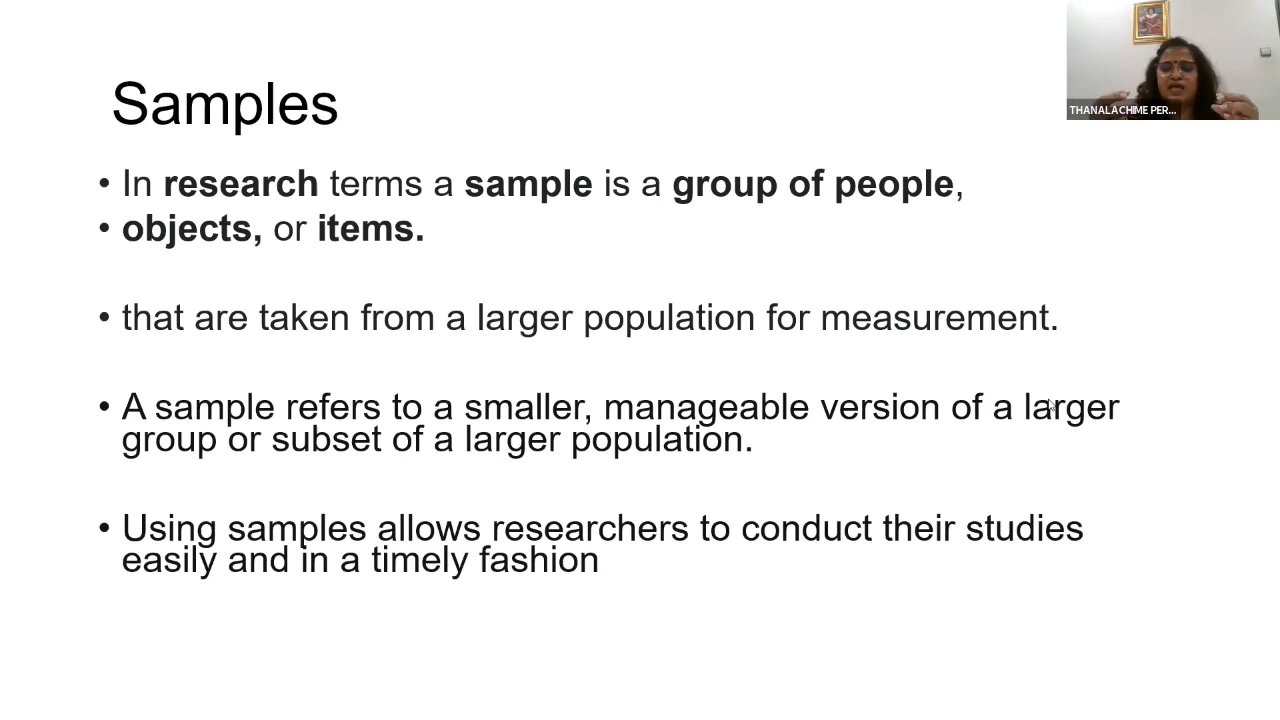 THANALACHIME PER...
Samples
• In research terms a sample is a group of people,
• objects, or items.
• that are taken from a larger population for measurement.
• A sample refers to a smaller, manageable version of a larger
group or subset of a larger population.
• Using samples allows researchers to conduct their studies
easily and in a timely fashion